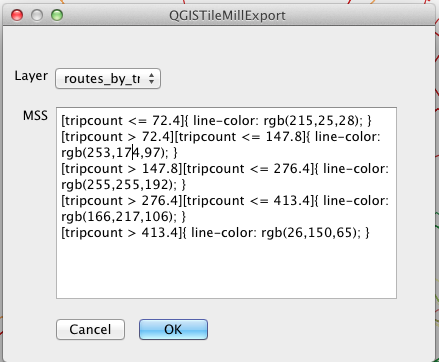 QGISTileMillExport
Layer routes_by_tr
MSS
[tripcount <= 72.4]{ line-color: rgb(215,25,28); }
[tripcount > 72.4][tripcount <= 147.8]{ line-color:
rgb(253,174,97); }
[tripcount > 147.8][tripcount <= 276.4]{ line-color:
rgb(255,255,192); }
[tripcount > 276.4][tripcount <= 413.4]{ line-color:
rgb(166,217,106); }
[tripcount > 413.4]{ line-color: rgb(26,150,65); }
Cancel OK